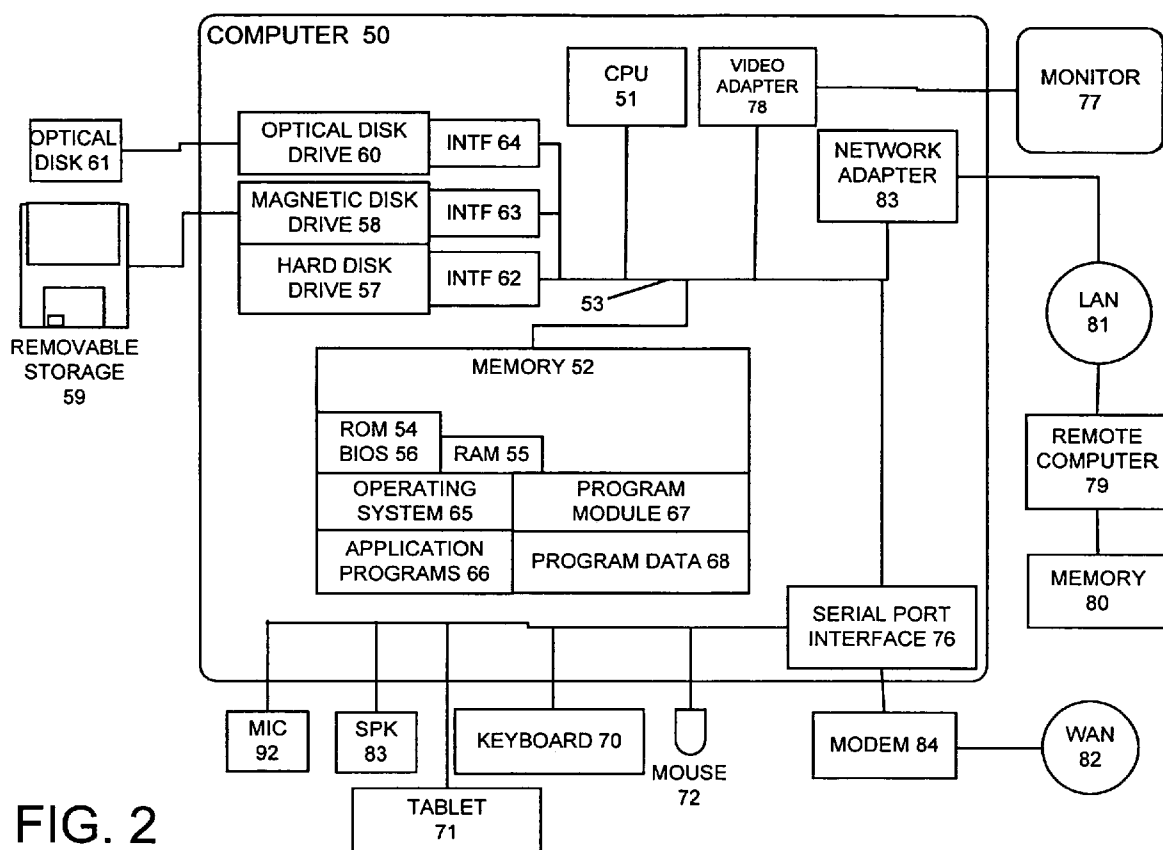 COMPUTER 50
CPU
51
VIDEO
ADAPTER
78
MONITOR
77
OPTICAL
DISK 61
OPTICAL DISK
DRIVE 60
INTF 64
NETWORK
ADAPTER
83
MAGNETIC DISK
DRIVE 58
INTF 63
HARD DISK
DRIVE 57
INTF 62
53
LAN
81
REMOVABLE
STORAGE
59
MEMORY 52
ROM 54
BIOS 56
RAM 55
OPERATING
SYSTEM 65
PROGRAM
MODULE 67
APPLICATION
PROGRAMS 66
PROGRAM DATA 68
REMOTE
COMPUTER
79
MEMORY
80
SERIAL PORT
INTERFACE 76
MIC
92
SPK
83
KEYBOARD 70
MOUSE
72
MODEM 84
WAN
82
TABLET
71
FIG. 2